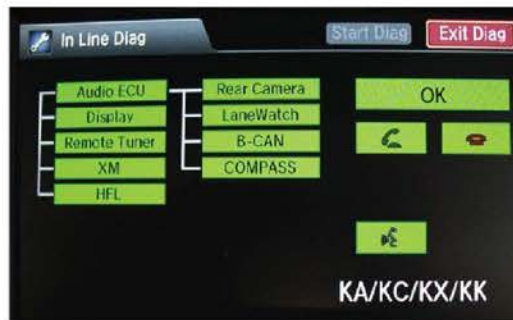 In Line Diag
Start Diag
Exit Diag
Audio ECU
Display
Remote Tuner
XM
HFL
Rear Camera
LaneWatch
B-CAN
COMPASS
OK
KA/KC/KX/KK